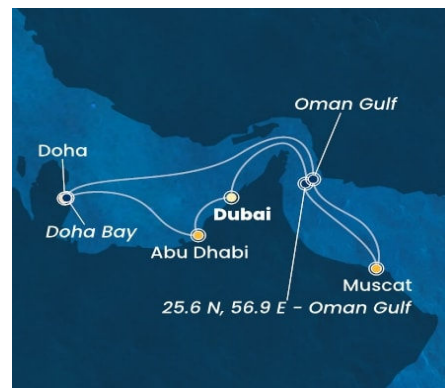 Oman Gulf
Doha
Dubai
Doha Bay
Abu Dhabi
Muscat
25.6 N, 56.9 E - Oman Gulf